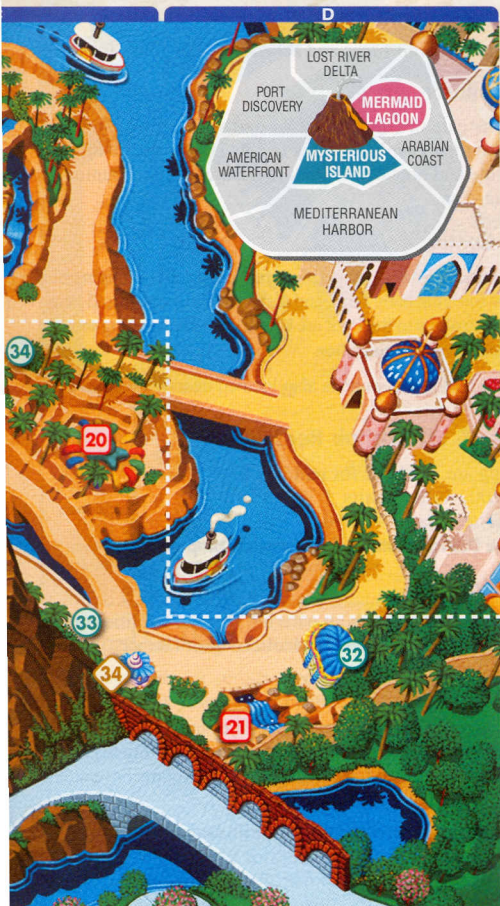 D
LOST RIVER
DELTA
PORT
DISCOVERY
MERMAID
LAGOON
AMERICAN
WATERFRONT
MYSTERIOUS
ISLAND
ARABIAN
COAST
MEDITERRANEAN
HARBOR
34
20
33
34
32
21